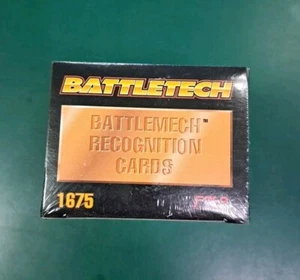 BATTLETECH
BATTLEMECH™
RECOGNITION
CARDS
1675